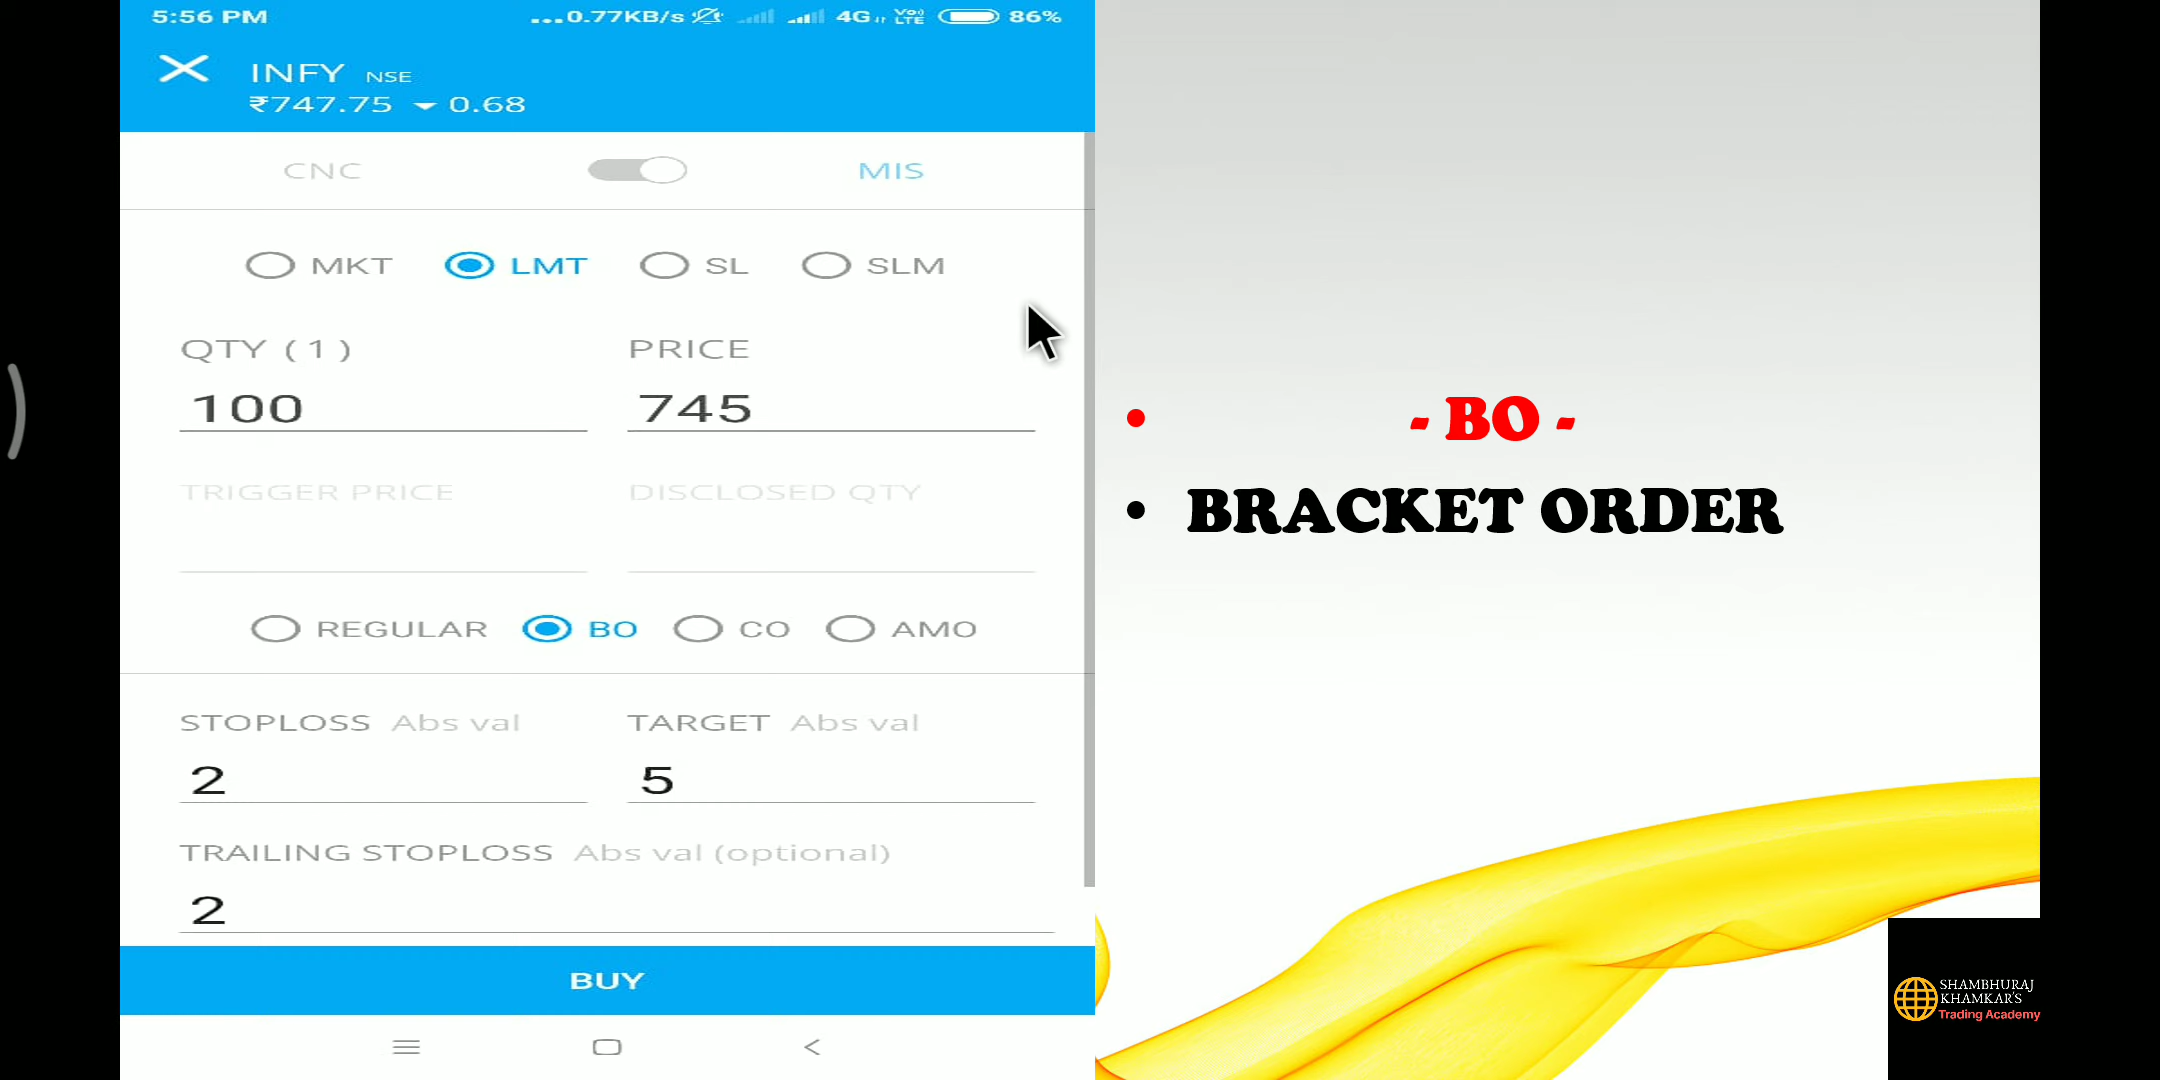 5:56 PM ...0.77KB/s 4G VoLTE 86%
INFY NSE
₹747.75 0.68
CNC MIS
MKT LMT SL SLM
QTY (1) PRICE
100 745
TRIGGER PRICE DISCLOSED QTY
REGULAR BO CO AMO
STOPLOSS Abs val TARGET Abs val
2 5
TRAILING STOPLOSS Abs val (optional)
2
BUY
• - BO -
• BRACKET ORDER
SHAMBHURAJ
KHAMKAR'S
Trading Academy